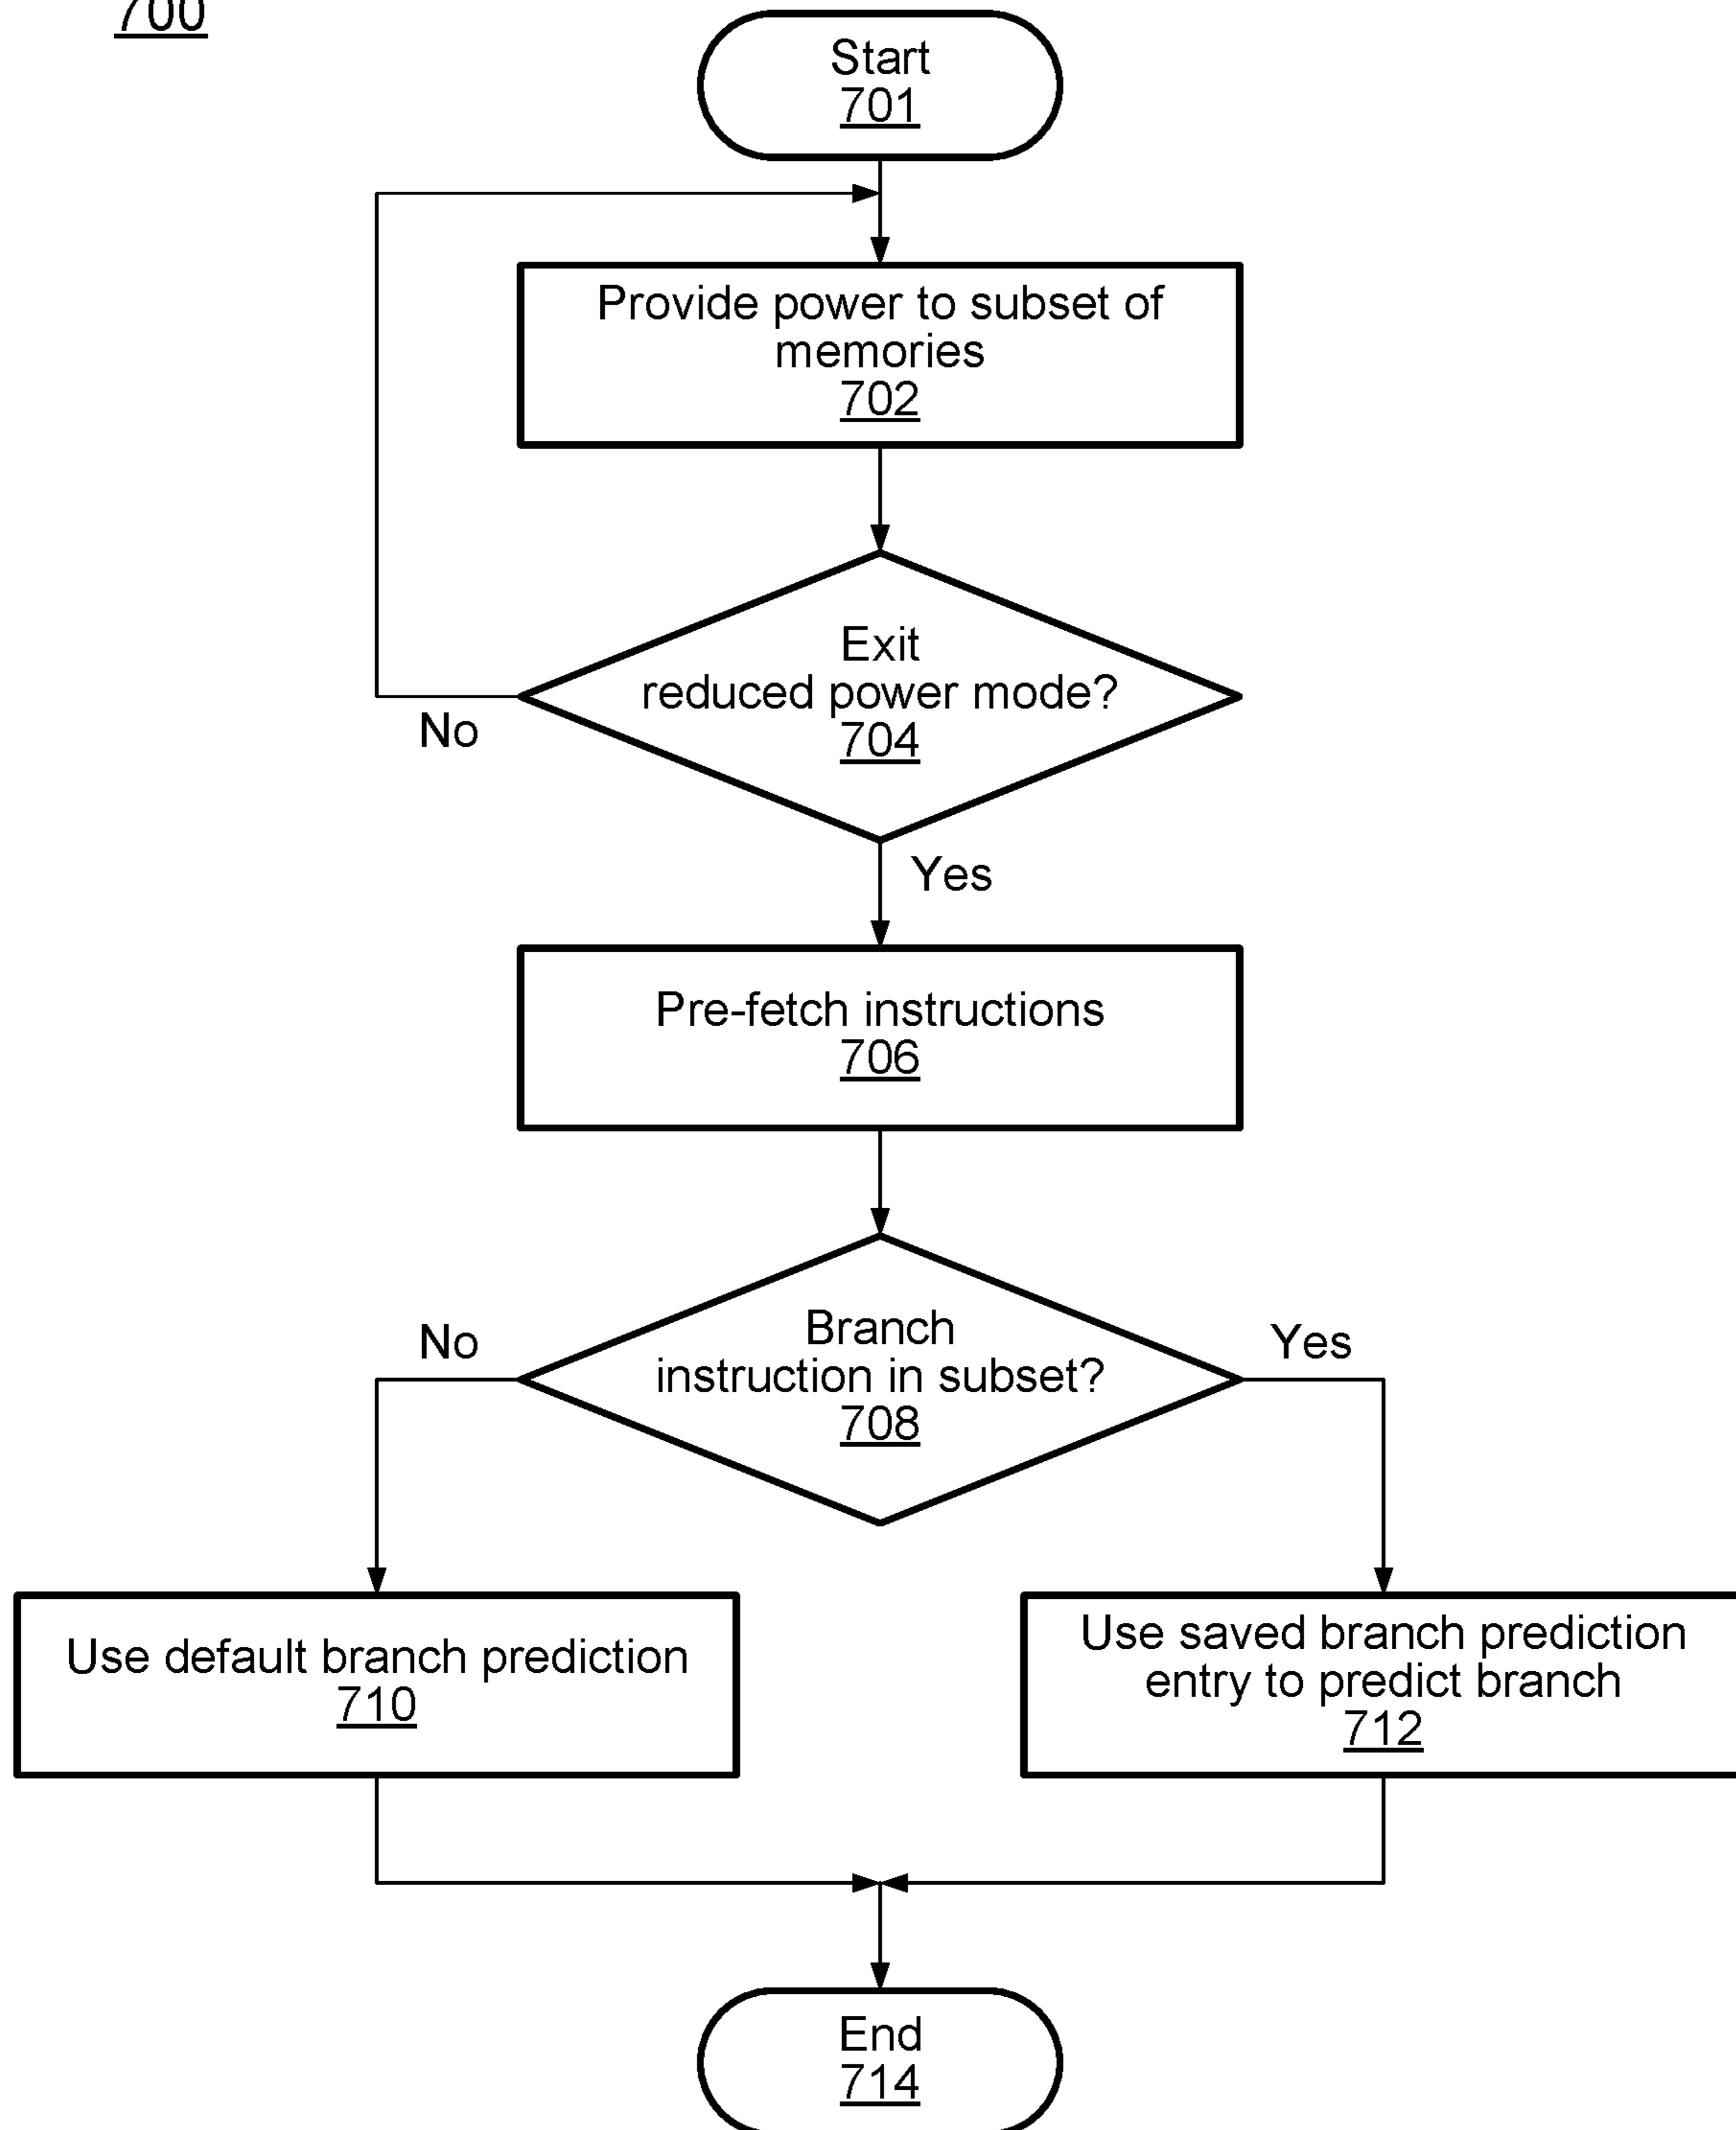 700
Start
701
Provide power to subset of
memories
702
Exit
reduced power mode?
704
No
Yes
Pre-fetch instructions
706
No
Branch
instruction in subset?
708
Yes
Use default branch prediction
710
Use saved branch prediction
entry to predict branch
712
End
714